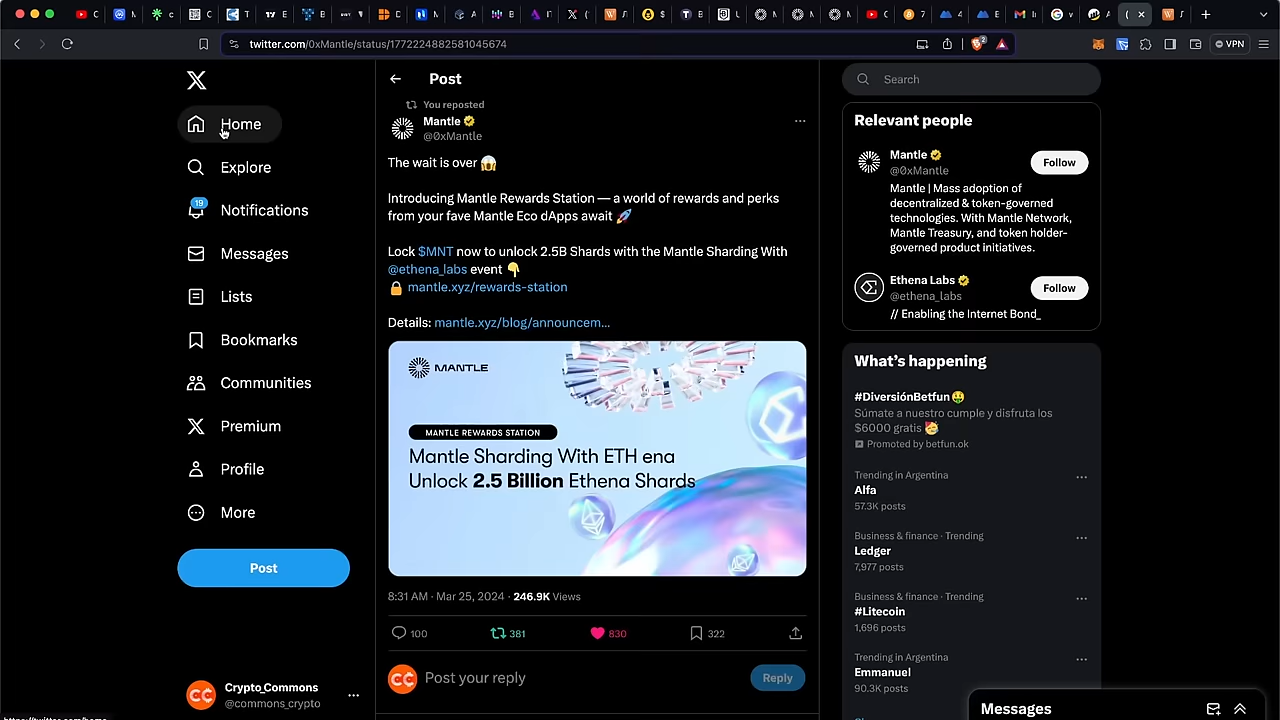 twitter.com/0xMantle/status/1772224882581045674
VPN
Post
Search
You reposted
Mantle
@0xMantle
The wait is over 😱
Introducing Mantle Rewards Station — a world of rewards and perks
from your fave Mantle Eco dApps await 🚀
Lock $MNT now to unlock 2.5B Shards with the Mantle Sharding With
@ethena_labs event 👇
🔒 mantle.xyz/rewards-station
Details: mantle.xyz/blog/announcem...
MANTLE
MANTLE REWARDS STATION
Mantle Sharding With ETH ena
Unlock 2.5 Billion Ethena Shards
8:31 AM · Mar 25, 2024 · 246.9K Views
100
381
830
322
Post your reply
Reply
Home
Explore
19
Notifications
Messages
Lists
Bookmarks
Communities
Premium
Profile
More
Post
Crypto_Commons
@commons_crypto
Relevant people
Mantle
@0xMantle
Follow
Mantle | Mass adoption of
decentralized & token-governed
technologies. With Mantle Network,
Mantle Treasury, and token holder-
governed product initiatives.
Ethena Labs
@ethena_labs
Follow
// Enabling the Internet Bond_
What's happening
#DiversiónBetfun🤑
Súmate a nuestro cumple y disfruta los
$6000 gratis 🥳
Promoted by betfun.ok
Trending in Argentina
Alfa
57.3K posts
Business & finance · Trending
Ledger
7,977 posts
Business & finance · Trending
#Litecoin
1,696 posts
Trending in Argentina
Emmanuel
90.3K posts
Messages